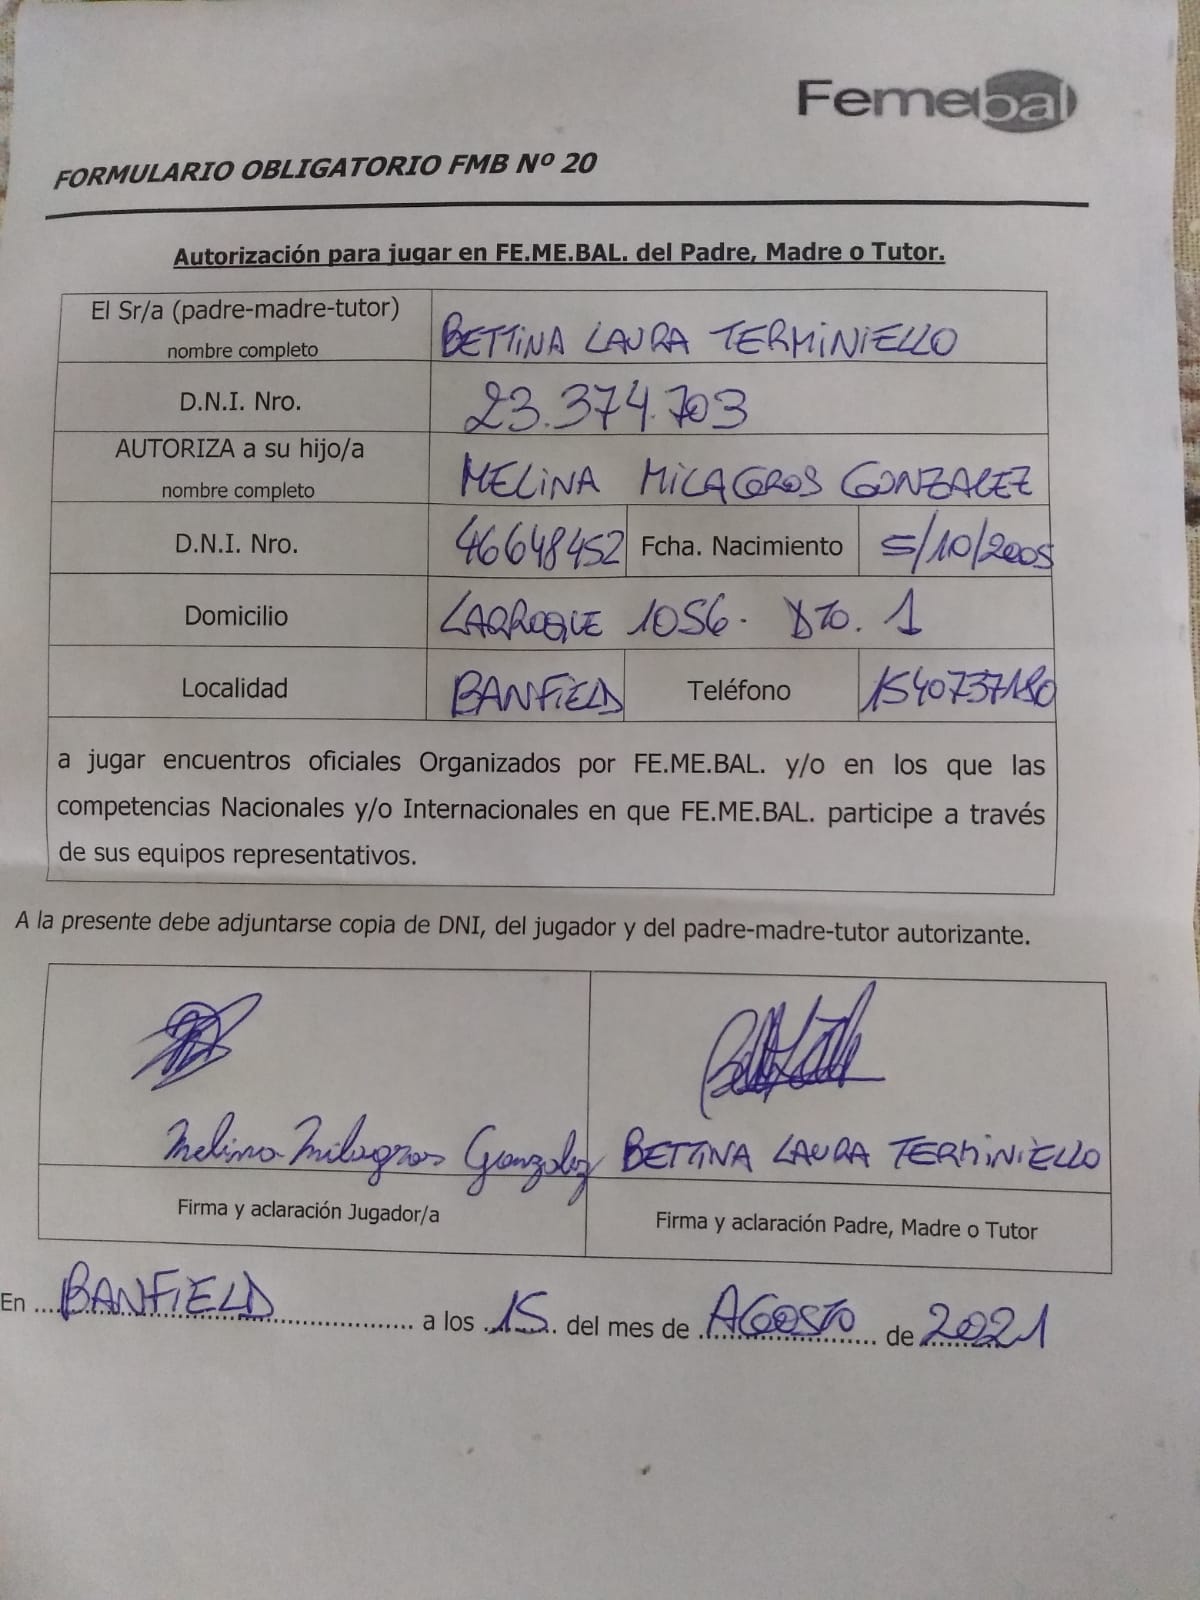 Femebal
FORMULARIO OBLIGATORIO FMB Nº 20
Autorización para jugar en FE.ME.BAL. del Padre, Madre o Tutor.
El Sr/a (padre-madre-tutor)
nombre completo
BETTINA LAURA TERMINIELLO
D.N.I. Nro.
23.374.703
AUTORIZA a su hijo/a
nombre completo
MELINA MILAGROS GONZALEZ
D.N.I. Nro.
46648452
Fcha. Nacimiento
5/10/2005
Domicilio
LARROQUE 1056. DTO. 1
Localidad
BANFIELD
Teléfono
1540737180
a jugar encuentros oficiales Organizados por FE.ME.BAL. y/o en los que las
competencias Nacionales y/o Internacionales en que FE.ME.BAL. participe a través
de sus equipos representativos.
A la presente debe adjuntarse copia de DNI, del jugador y del padre-madre-tutor autorizante.
Melina Milagros Gonzalez
BETTINA LAURA TERMINIELLO
Firma y aclaración Jugador/a
Firma y aclaración Padre, Madre o Tutor
En BANFIELD a los 15 del mes de AGOSTO de 2021